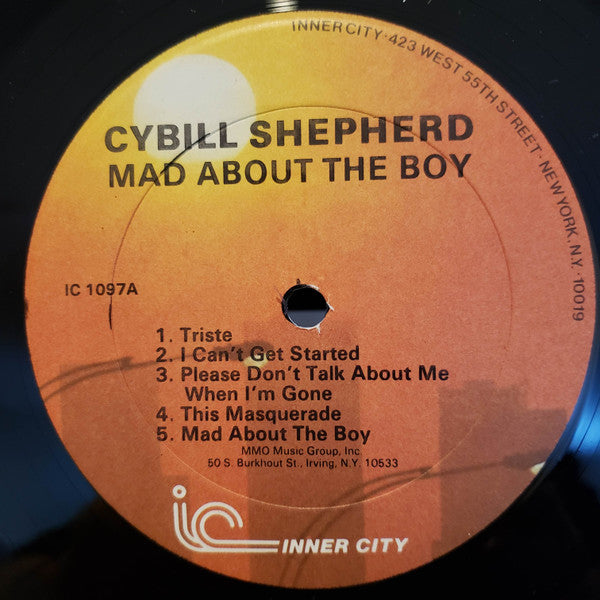 INNER CITY · 423 WEST 55TH STREET · NEW YORK, N.Y. · 10019
CYBILL SHEPHERD
MAD ABOUT THE BOY
IC 1097A
1. Triste
2. I Can't Get Started
3. Please Don't Talk About Me
When I'm Gone
4. This Masquerade
5. Mad About The Boy
MMO Music Group, Inc.
50 S. Burkhout St., Irving, N.Y. 10533
ic INNER CITY